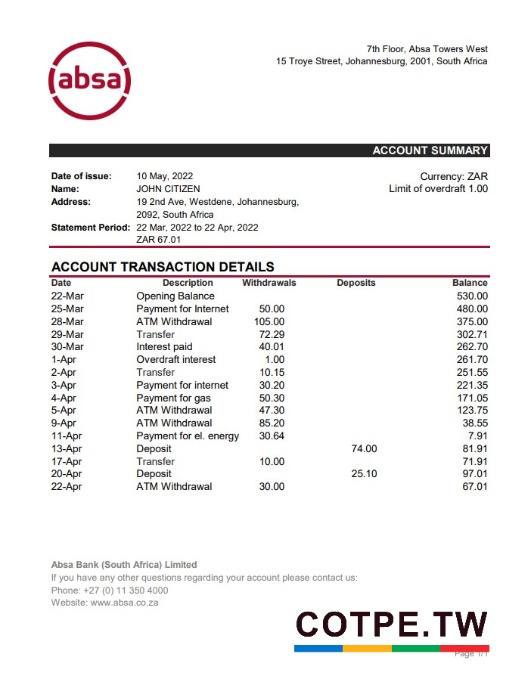 absa
7th Floor, Absa Towers West
15 Troye Street, Johannesburg, 2001, South Africa
ACCOUNT SUMMARY
Date of issue: 10 May, 2022 Currency: ZAR
Name: JOHN CITIZEN Limit of overdraft 1.00
Address: 19 2nd Ave, Westdene, Johannesburg,
2092, South Africa
Statement Period: 22 Mar, 2022 to 22 Apr, 2022
ZAR 67.01
ACCOUNT TRANSACTION DETAILS
Date Description Withdrawals Deposits Balance
22-Mar Opening Balance 530.00
25-Mar Payment for Internet 50.00 480.00
28-Mar ATM Withdrawal 105.00 375.00
29-Mar Transfer 72.29 302.71
30-Mar Interest paid 40.01 262.70
1-Apr Overdraft interest 1.00 261.70
2-Apr Transfer 10.15 251.55
3-Apr Payment for internet 30.20 221.35
4-Apr Payment for gas 50.30 171.05
5-Apr ATM Withdrawal 47.30 123.75
9-Apr ATM Withdrawal 85.20 38.55
11-Apr Payment for el. energy 30.64 7.91
13-Apr Deposit 74.00 81.91
17-Apr Transfer 10.00 71.91
20-Apr Deposit 25.10 97.01
22-Apr ATM Withdrawal 30.00 67.01
Absa Bank (South Africa) Limited
If you have any other questions regarding your account please contact us:
Phone: +27 (0) 11 350 4000
Website: www.absa.co.za
COTPE.TW
Page 1/1